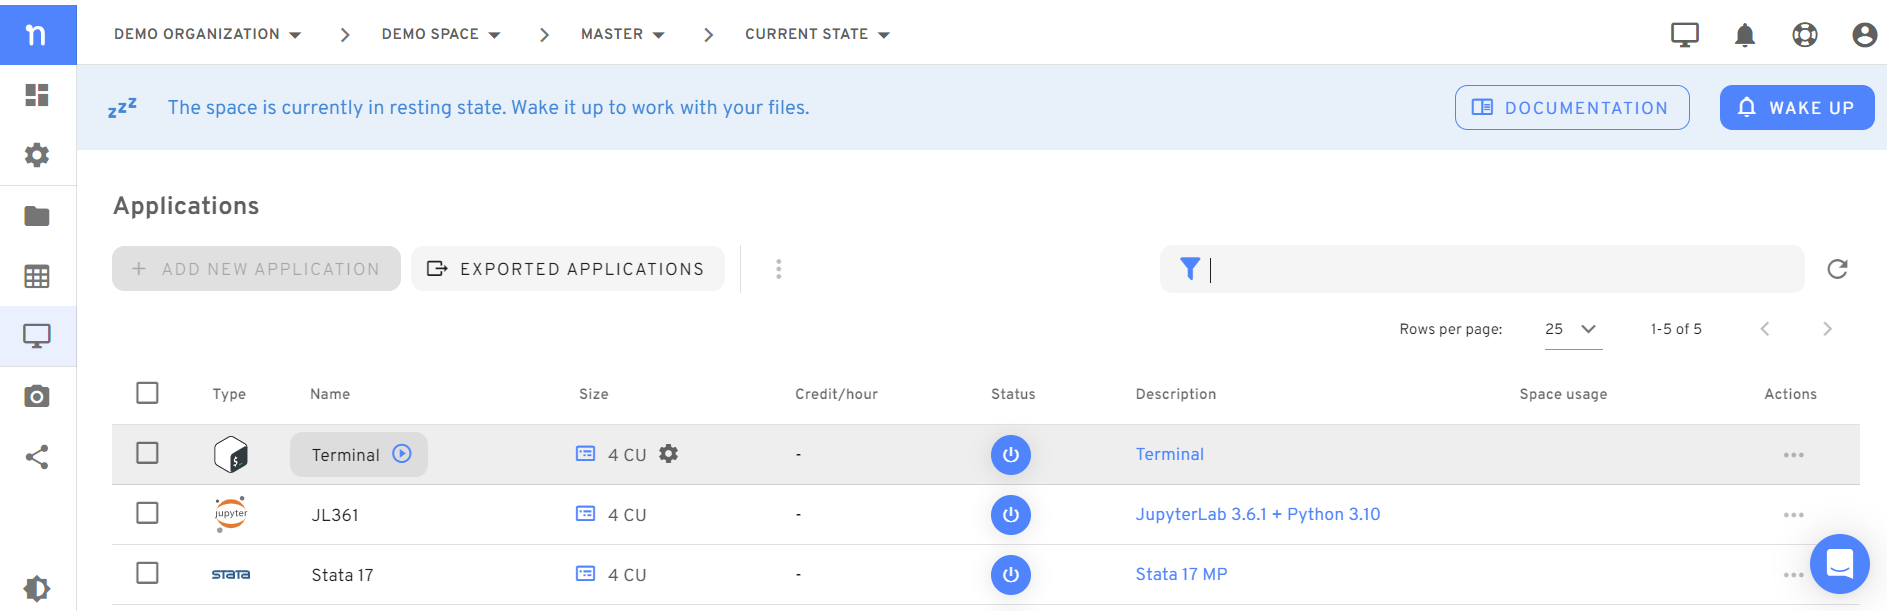 n
DEMO ORGANIZATION
DEMO SPACE
MASTER
CURRENT STATE
zzz The space is currently in resting state. Wake it up to work with your files.
DOCUMENTATION
WAKE UP
Applications
+ ADD NEW APPLICATION
EXPORTED APPLICATIONS
Rows per page: 25 1-5 of 5
Type Name Size Credit/hour Status Description Space usage Actions
$ Terminal 4 CU - Terminal
jupyter JL361 4 CU - JupyterLab 3.6.1 + Python 3.10
STATA Stata 17 4 CU - Stata 17 MP